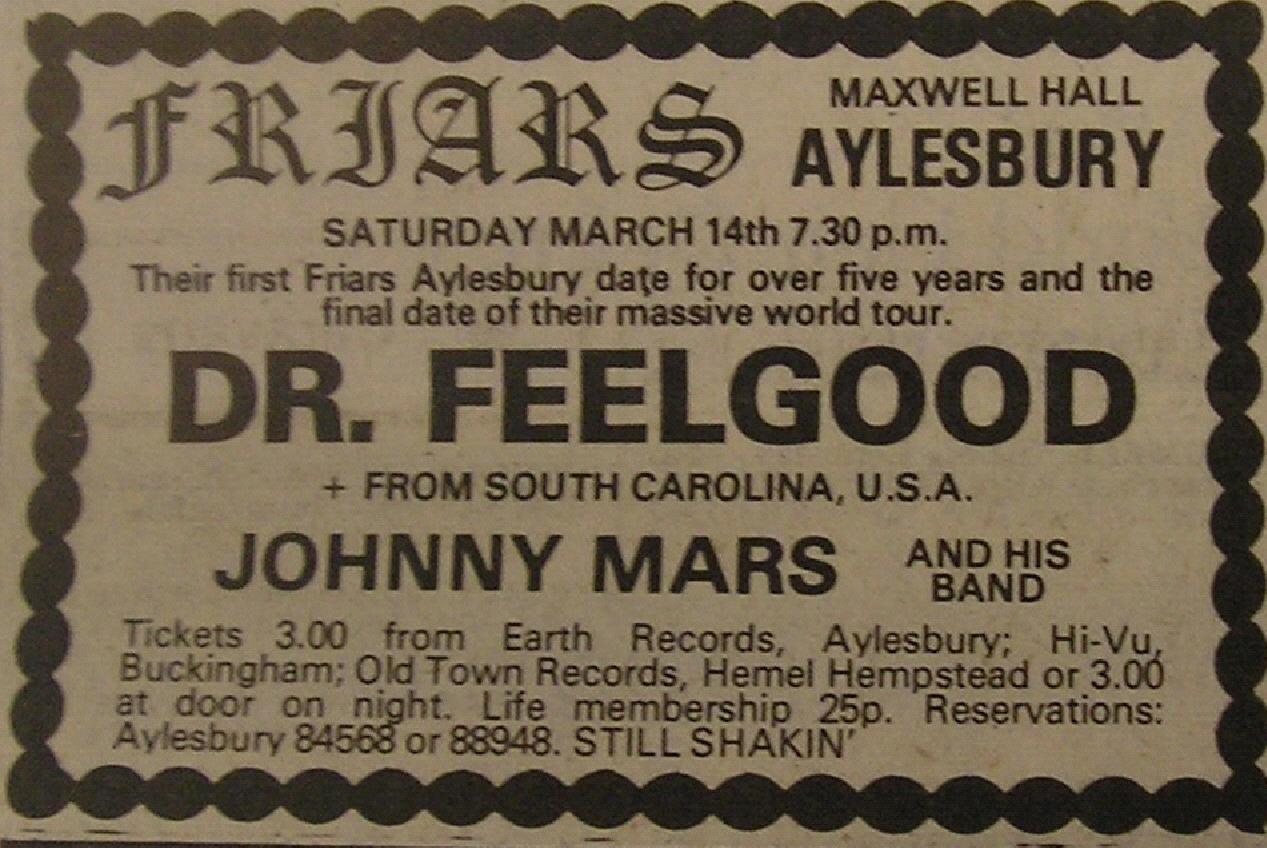 FRIARS MAXWELL HALL
AYLESBURY
SATURDAY MARCH 14th 7.30 p.m.
Their first Friars Aylesbury date for over five years and the
final date of their massive world tour.
DR. FEELGOOD
+ FROM SOUTH CAROLINA, U.S.A.
JOHNNY MARS AND HIS
BAND
Tickets 3.00 from Earth Records, Aylesbury; Hi-Vu,
Buckingham; Old Town Records, Hemel Hempstead or 3.00
at door on night. Life membership 25p. Reservations:
Aylesbury 84568 or 88948. STILL SHAKIN'